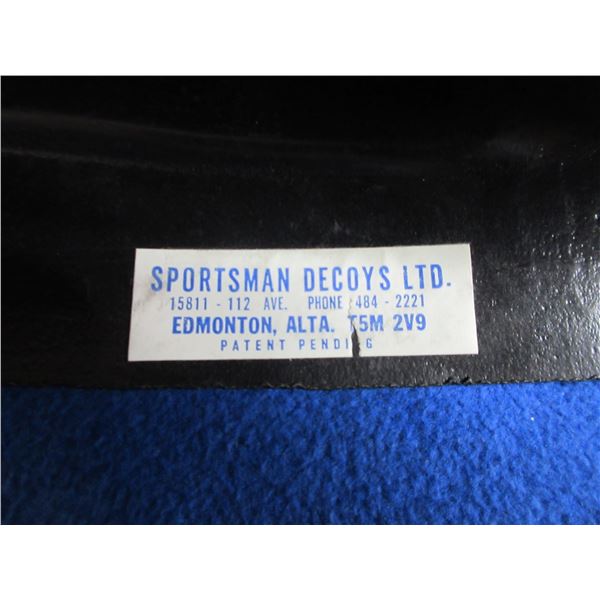 SPORTSMAN DECOYS LTD.
15811 - 112 AVE. PHONE 484 - 2221
EDMONTON, ALTA. T5M 2V9
PATENT PENDING